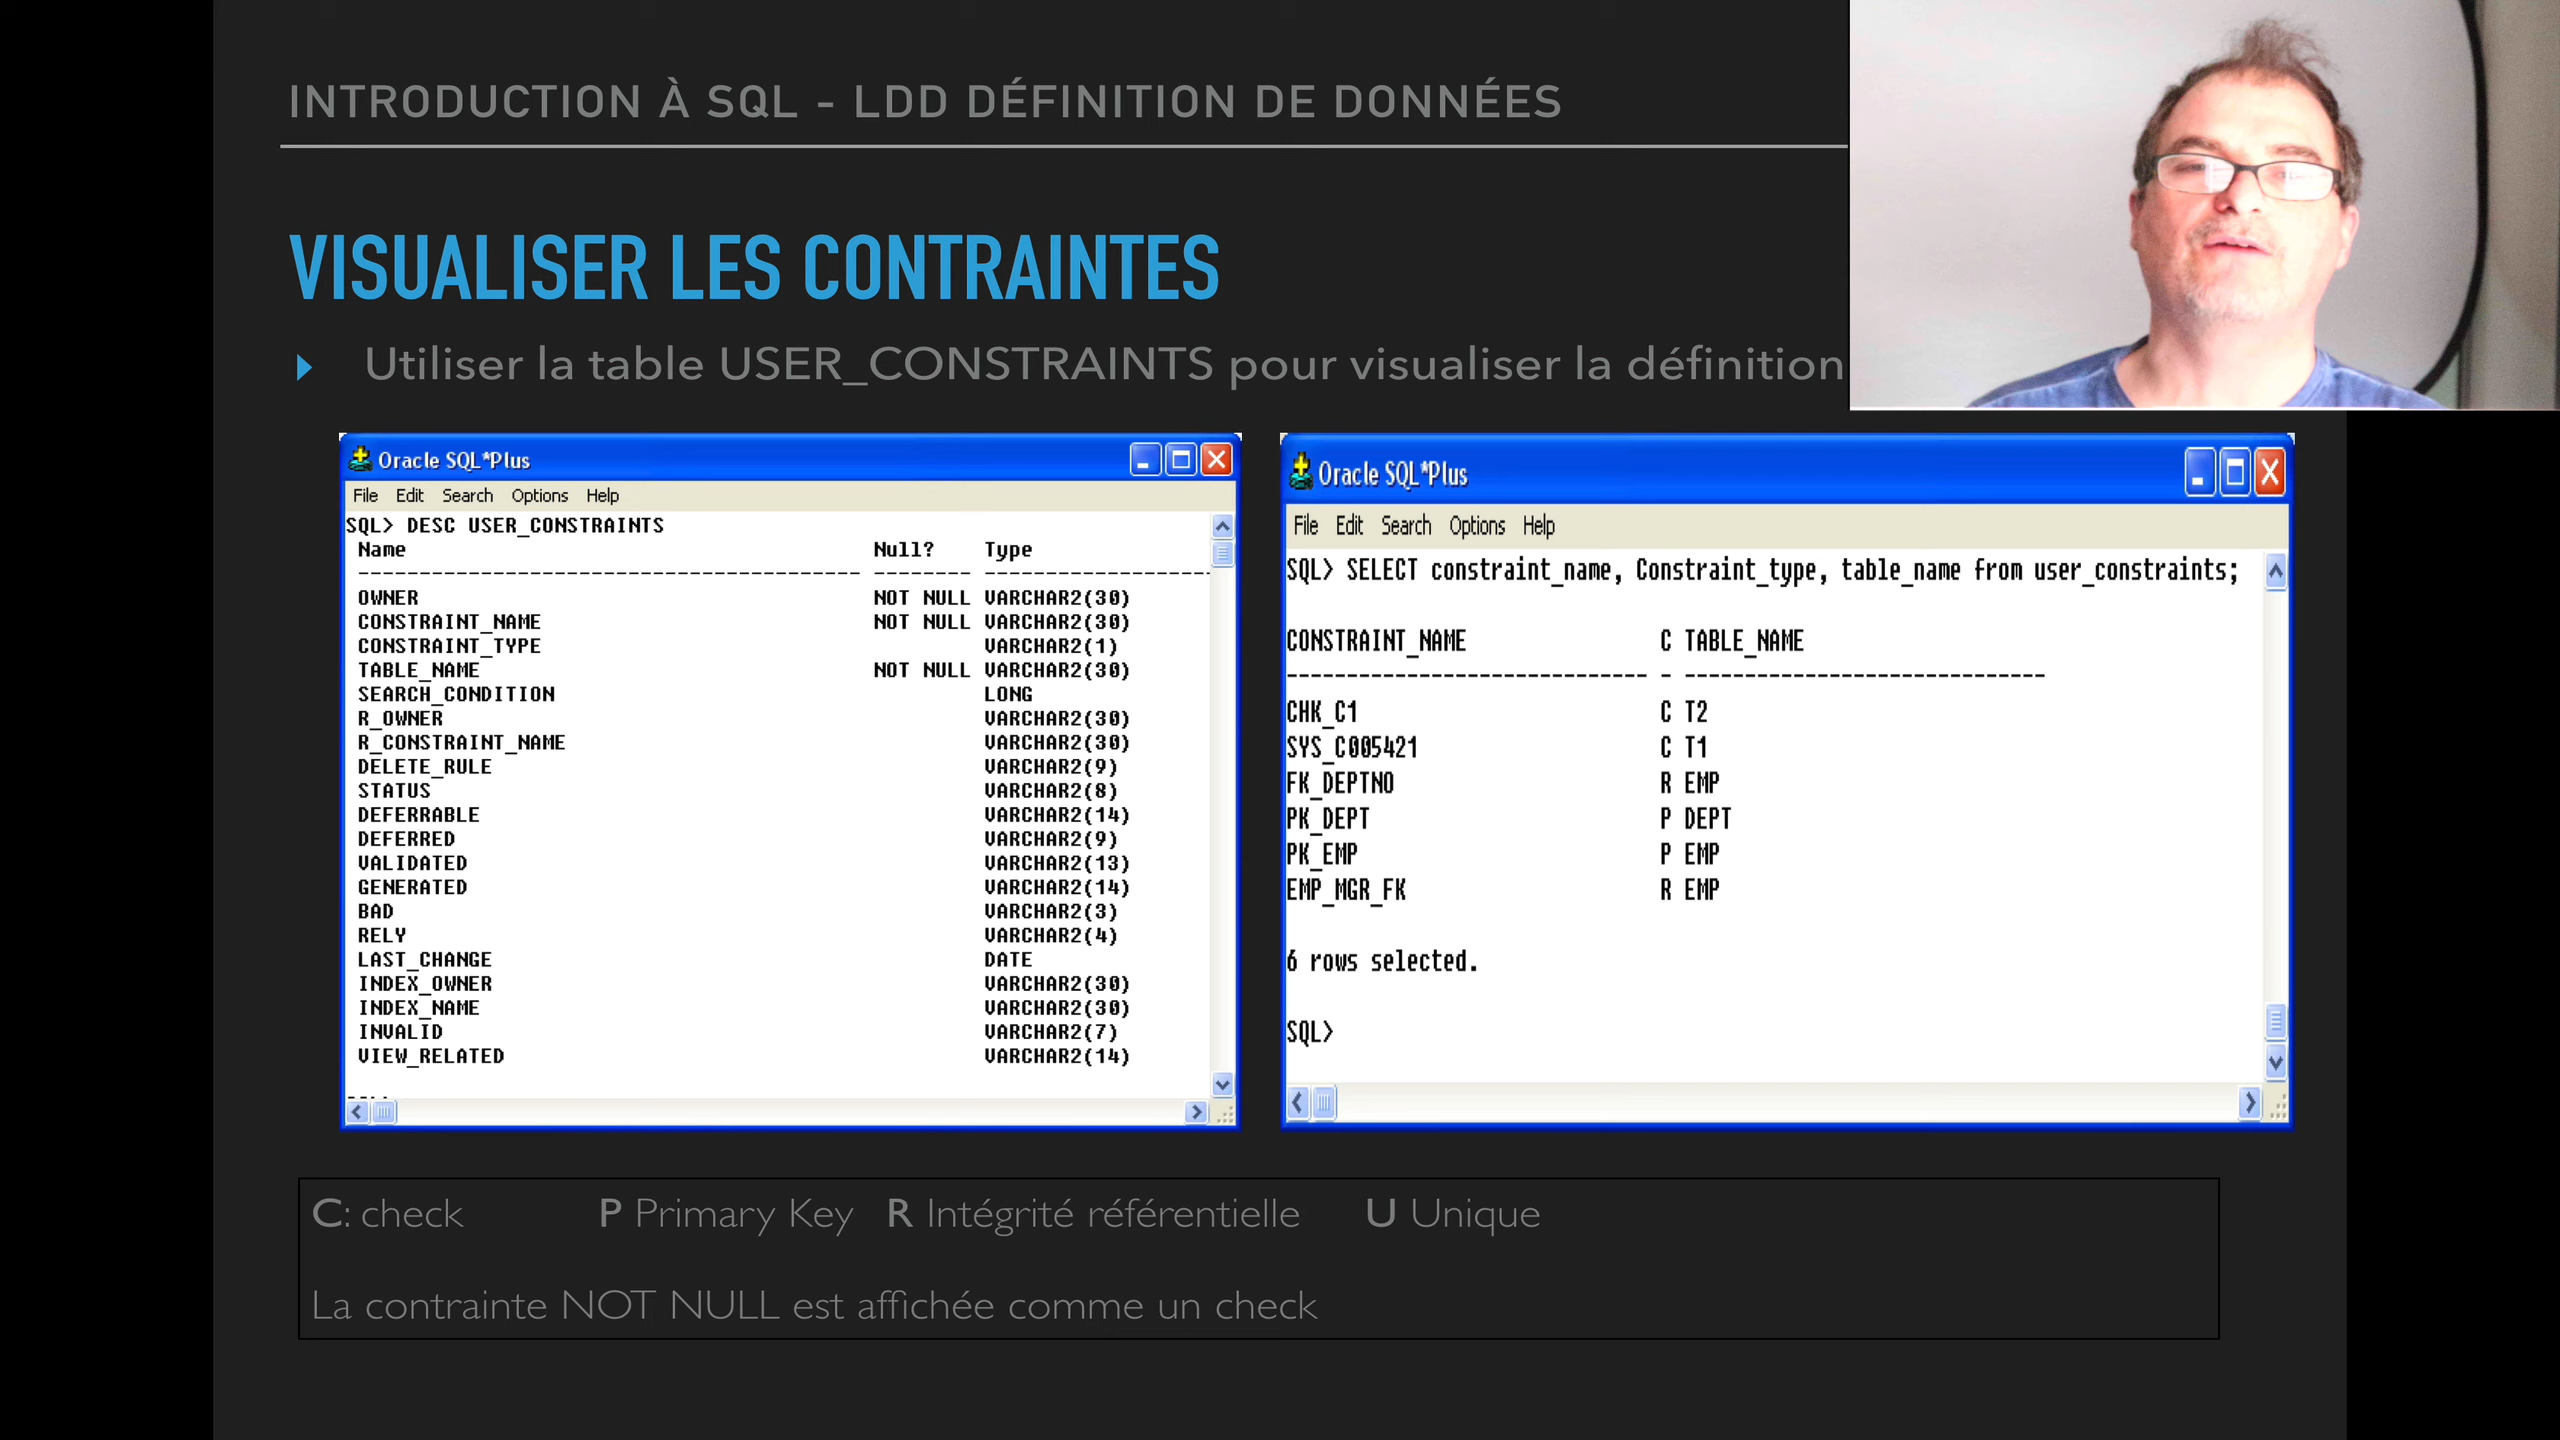 INTRODUCTION À SQL - LDD DÉFINITION DE DONNÉES
VISUALISER LES CONTRAINTES
Utiliser la table USER_CONSTRAINTS pour visualiser la définition
Oracle SQL*Plus
File Edit Search Options Help
SQL> DESC USER_CONSTRAINTS
Name Null? Type
----------------------------------------- -------- -------------------
OWNER NOT NULL VARCHAR2(30)
CONSTRAINT_NAME NOT NULL VARCHAR2(30)
CONSTRAINT_TYPE VARCHAR2(1)
TABLE_NAME NOT NULL VARCHAR2(30)
SEARCH_CONDITION LONG
R_OWNER VARCHAR2(30)
R_CONSTRAINT_NAME VARCHAR2(30)
DELETE_RULE VARCHAR2(9)
STATUS VARCHAR2(8)
DEFERRABLE VARCHAR2(14)
DEFERRED VARCHAR2(9)
VALIDATED VARCHAR2(13)
GENERATED VARCHAR2(14)
BAD VARCHAR2(3)
RELY VARCHAR2(4)
LAST_CHANGE DATE
INDEX_OWNER VARCHAR2(30)
INDEX_NAME VARCHAR2(30)
INVALID VARCHAR2(7)
VIEW_RELATED VARCHAR2(14)
Oracle SQL*Plus
File Edit Search Options Help
SQL> SELECT constraint_name, Constraint_type, table_name from user_constraints;
CONSTRAINT_NAME C TABLE_NAME
------------------------------ - ------------------------------
CHK_C1 C T2
SYS_C005421 C T1
FK_DEPTNO R EMP
PK_DEPT P DEPT
PK_EMP P EMP
EMP_MGR_FK R EMP
6 rows selected.
SQL>
C: check P Primary Key R Intégrité référentielle U Unique
La contrainte NOT NULL est affichée comme un check